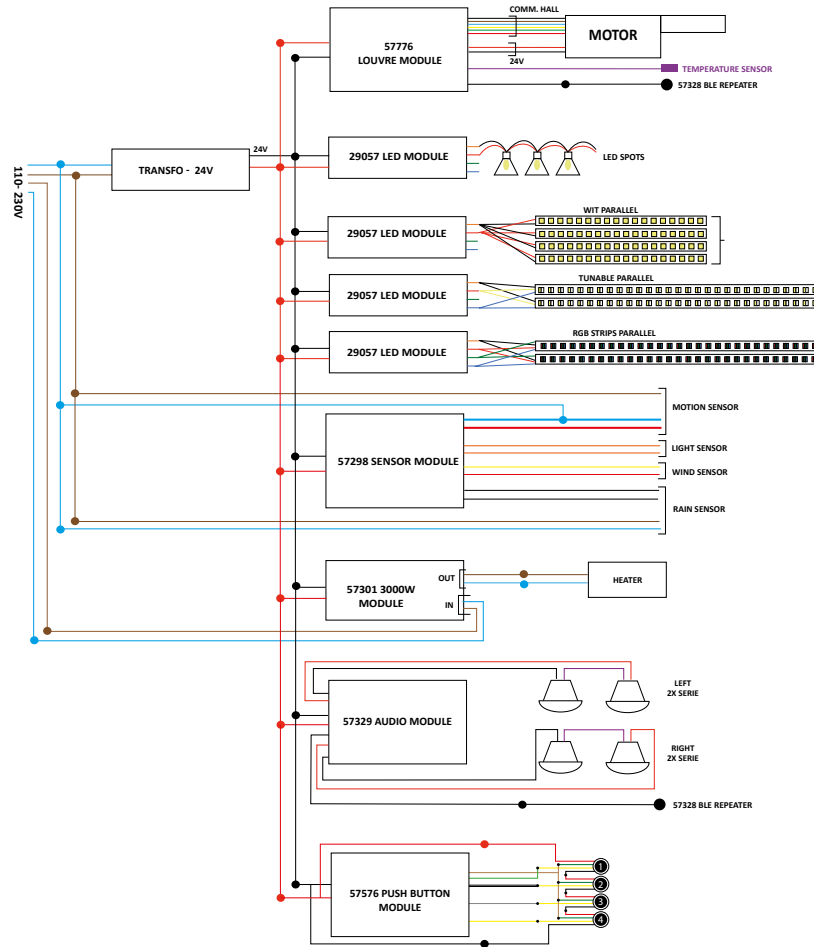 COMM. HALL
57776
LOUVRE MODULE
MOTOR
24V
TEMPERATURE SENSOR
57328 BLE REPEATER
110- 230V
TRANSFO - 24V
24V
29057 LED MODULE
LED SPOTS
29057 LED MODULE
WIT PARALLEL
29057 LED MODULE
TUNABLE PARALLEL
29057 LED MODULE
RGB STRIPS PARALLEL
57298 SENSOR MODULE
MOTION SENSOR
LIGHT SENSOR
WIND SENSOR
RAIN SENSOR
57301 3000W
MODULE
OUT
IN
HEATER
57329 AUDIO MODULE
LEFT
2X SERIE
RIGHT
2X SERIE
57328 BLE REPEATER
57576 PUSH BUTTON
MODULE
1
2
3
4